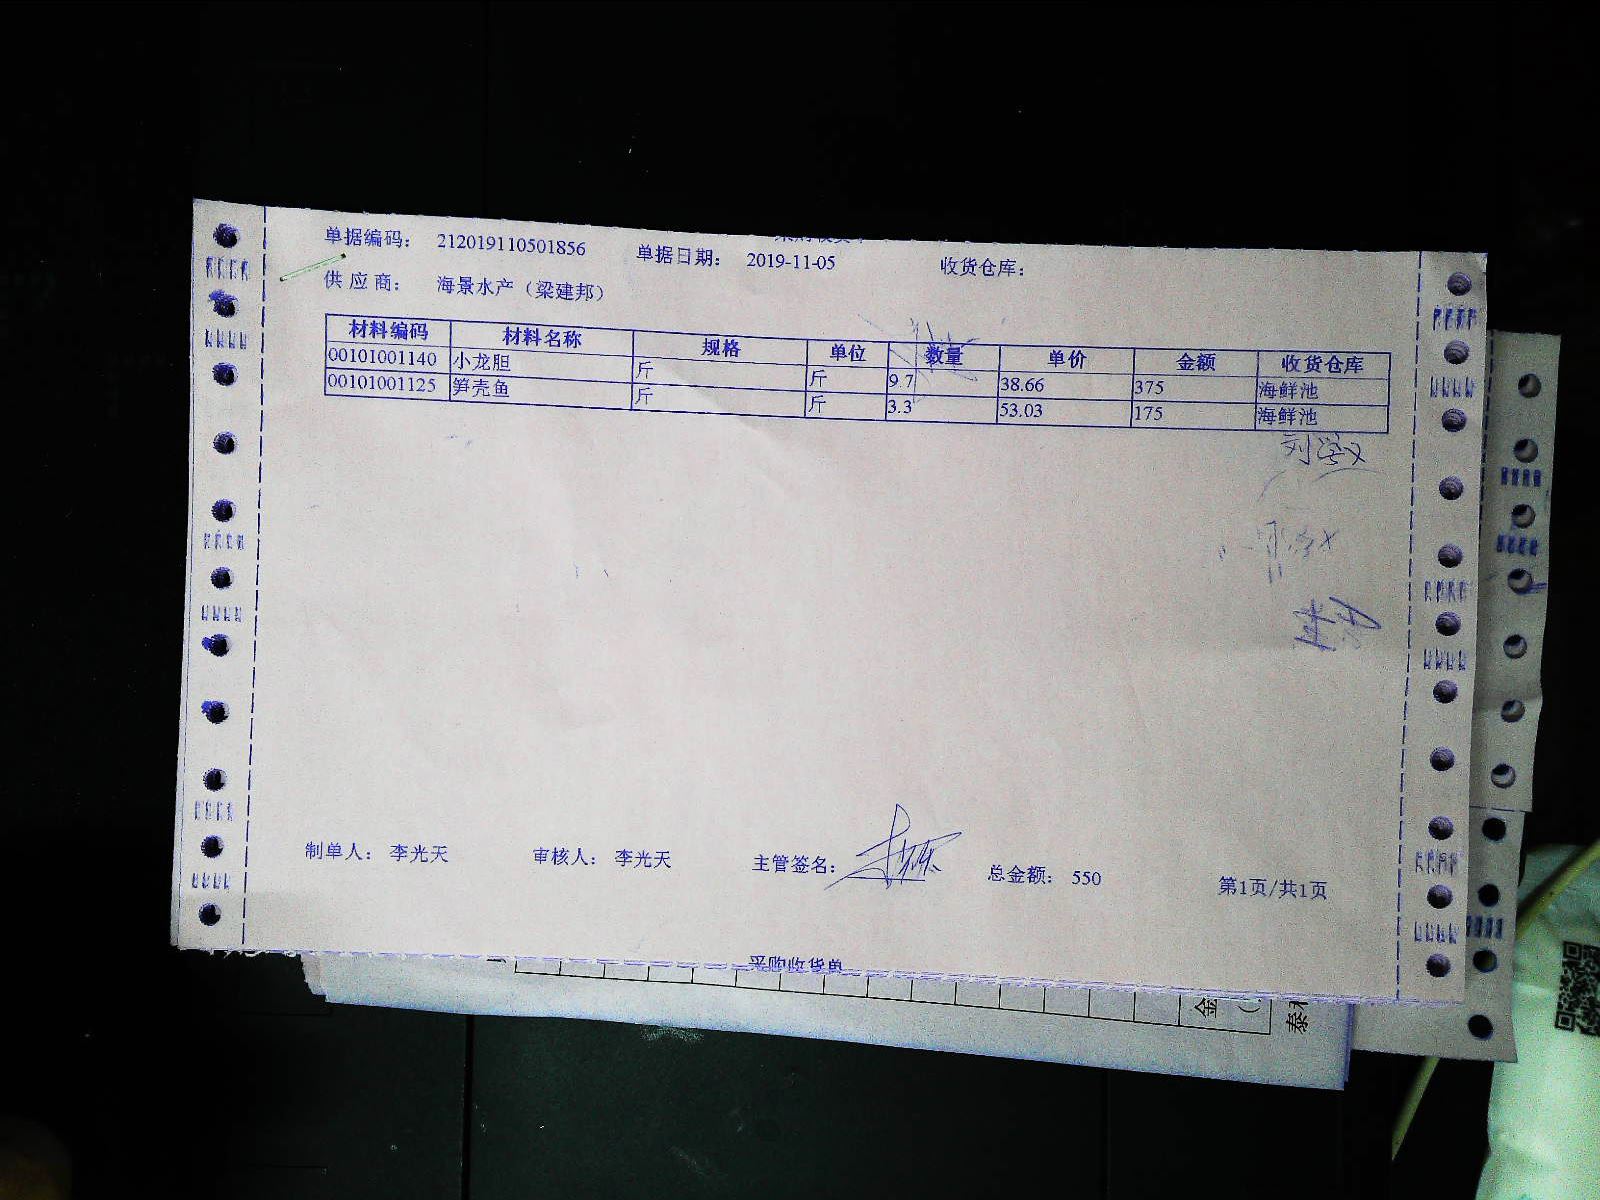 单据编码： 212019110501856 单据日期： 2019-11-05 收货仓库：
供 应 商： 海景水产（梁建邦）
材料编码 材料名称 规格 单位 数量 单价 金额 收货仓库
00101001140 小龙胆 斤 斤 9.7 38.66 375 海鲜池
00101001125 笋壳鱼 斤 斤 3.3 53.03 175 海鲜池
制单人： 李光天 审核人： 李光天 主管签名： 总金额： 550 第1页/共1页
采购收货单
金
泰